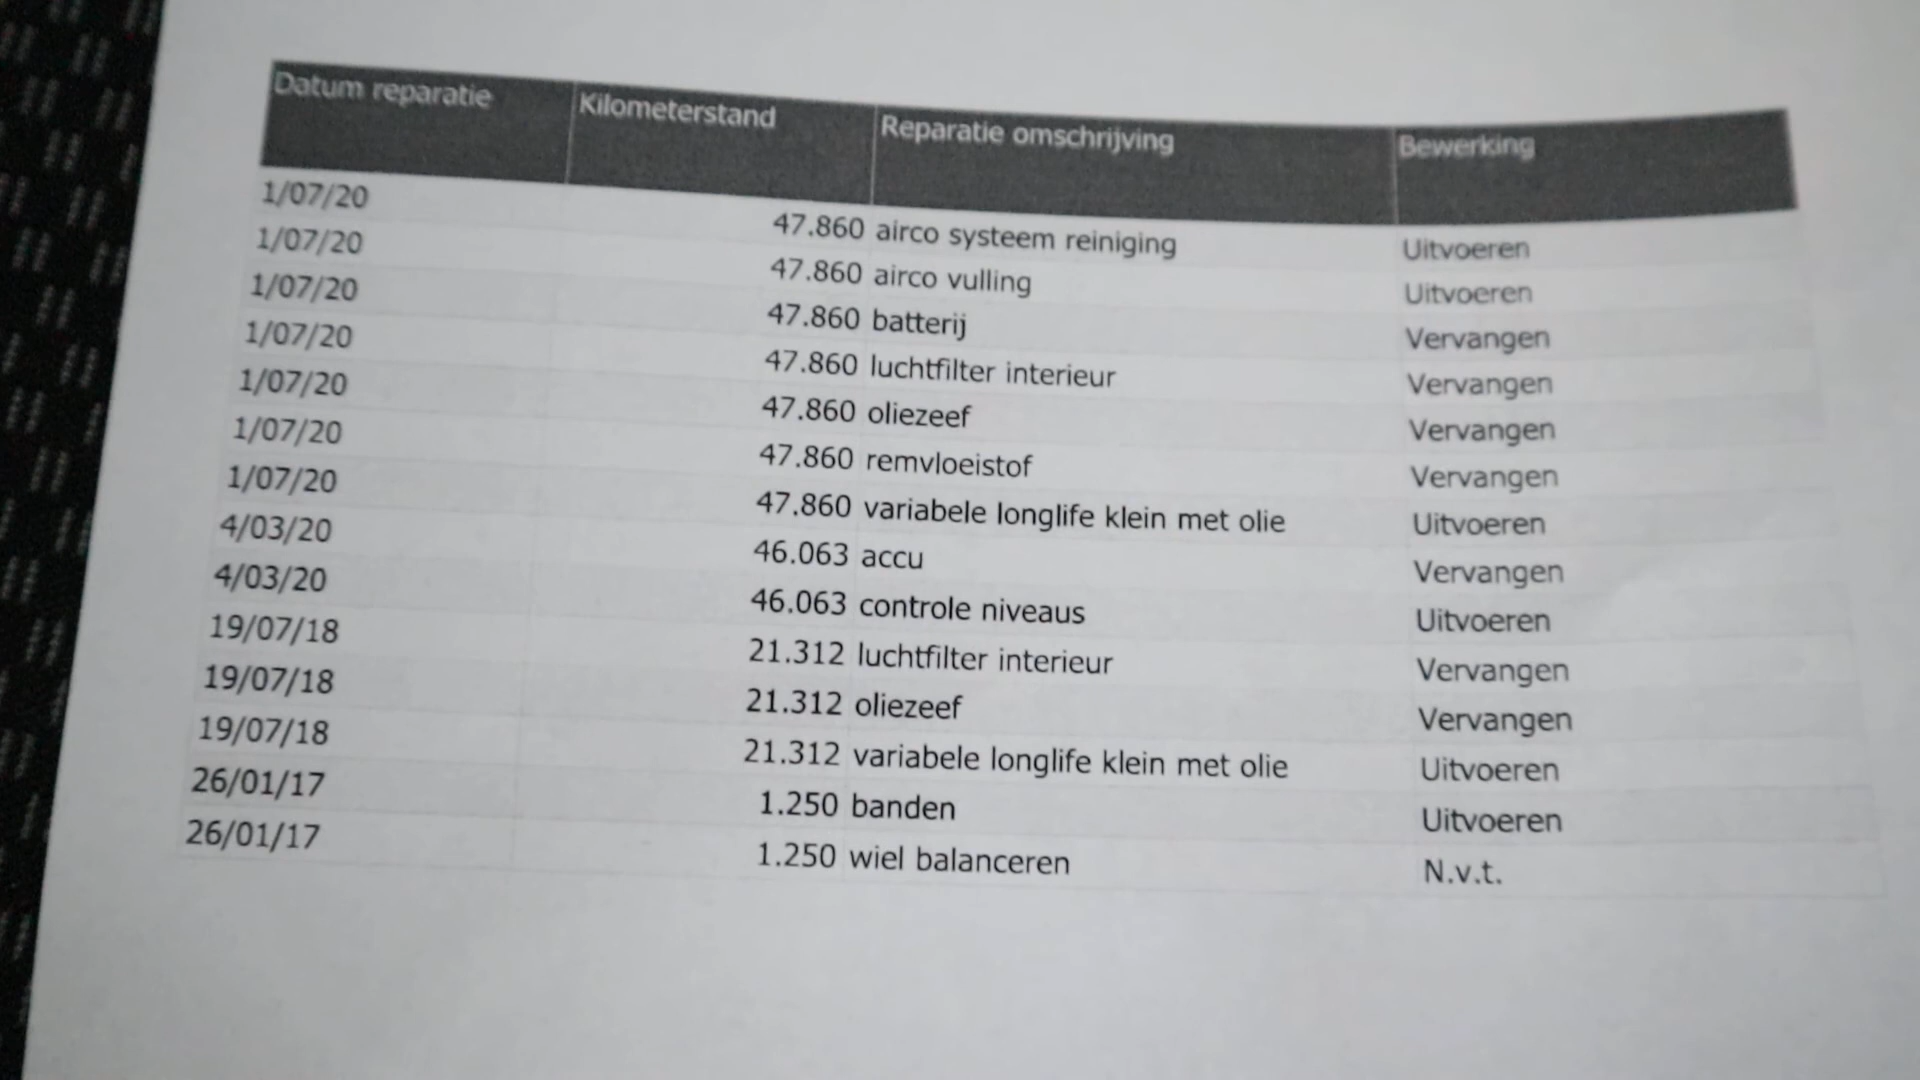 Datum reparatie Kilometerstand Reparatie omschrijving Bewerking
1/07/20 47.860 airco systeem reiniging Uitvoeren
1/07/20 47.860 airco vulling Uitvoeren
1/07/20 47.860 batterij Vervangen
1/07/20 47.860 luchtfilter interieur Vervangen
1/07/20 47.860 oliezeef Vervangen
1/07/20 47.860 remvloeistof Vervangen
1/07/20 47.860 variabele longlife klein met olie Uitvoeren
4/03/20 46.063 accu Vervangen
4/03/20 46.063 controle niveaus Uitvoeren
19/07/18 21.312 luchtfilter interieur Vervangen
19/07/18 21.312 oliezeef Vervangen
19/07/18 21.312 variabele longlife klein met olie Uitvoeren
26/01/17 1.250 banden Uitvoeren
26/01/17 1.250 wiel balanceren N.v.t.